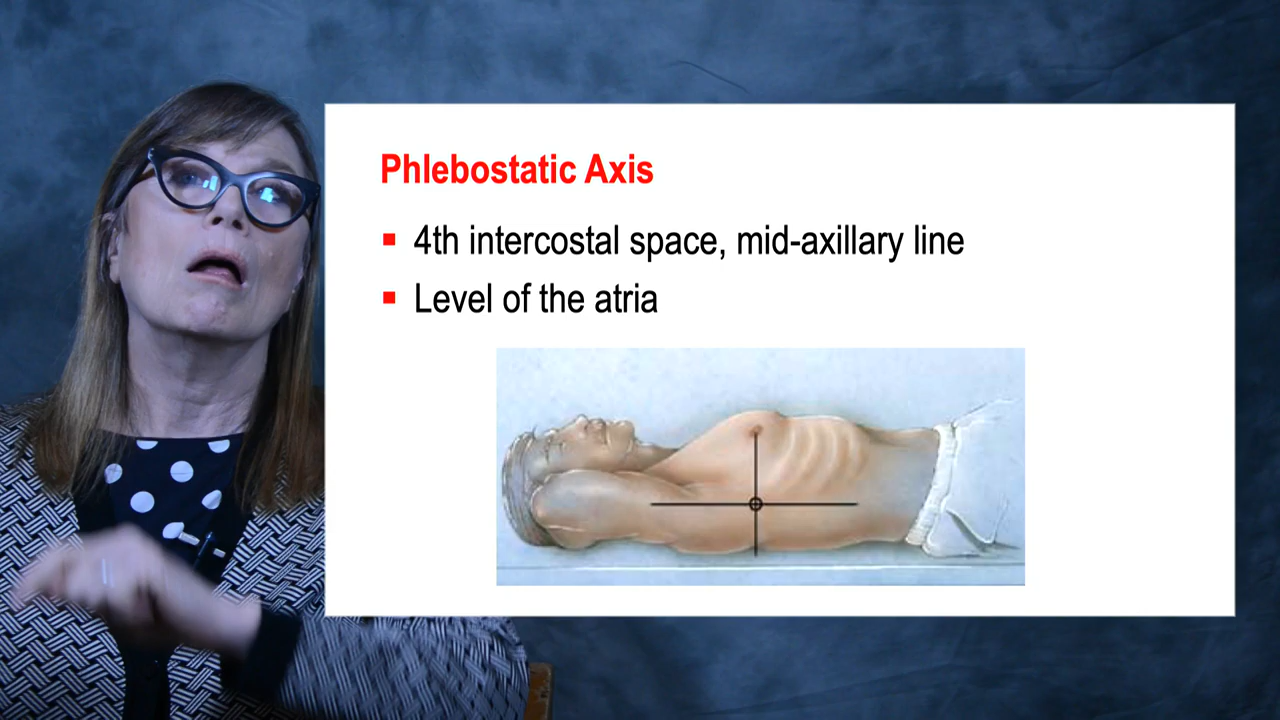 Phlebostatic Axis
4th intercostal space, mid-axillary line
Level of the atria